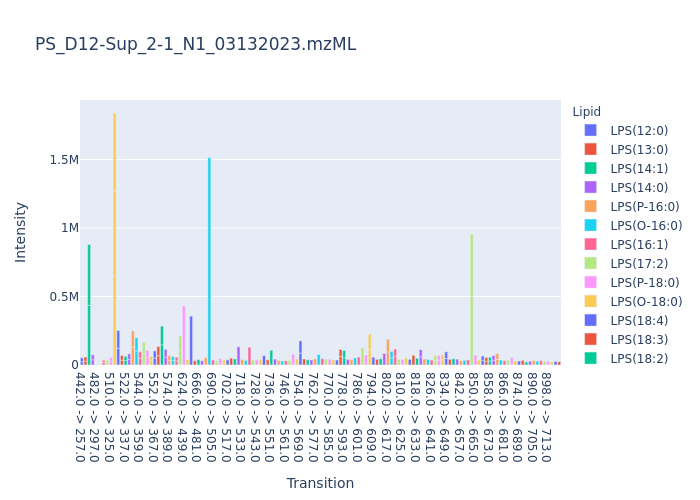 PS_D12-Sup_2-1_N1_03132023.mzML
Lipid
LPS(12:0)
LPS(13:0)
LPS(14:1)
LPS(14:0)
LPS(P-16:0)
LPS(O-16:0)
LPS(16:1)
LPS(17:2)
LPS(P-18:0)
LPS(O-18:0)
LPS(18:4)
LPS(18:3)
LPS(18:2)
Intensity
1.5M
1M
0.5M
0
442.0 -> 257.0
482.0 -> 297.0
510.0 -> 325.0
522.0 -> 337.0
544.0 -> 359.0
552.0 -> 367.0
574.0 -> 389.0
624.0 -> 439.0
666.0 -> 481.0
690.0 -> 505.0
702.0 -> 517.0
718.0 -> 533.0
728.0 -> 543.0
736.0 -> 551.0
746.0 -> 561.0
754.0 -> 569.0
762.0 -> 577.0
770.0 -> 585.0
778.0 -> 593.0
786.0 -> 601.0
794.0 -> 609.0
802.0 -> 617.0
810.0 -> 625.0
818.0 -> 633.0
826.0 -> 641.0
834.0 -> 649.0
842.0 -> 657.0
850.0 -> 665.0
858.0 -> 673.0
866.0 -> 681.0
874.0 -> 689.0
890.0 -> 705.0
898.0 -> 713.0
Transition